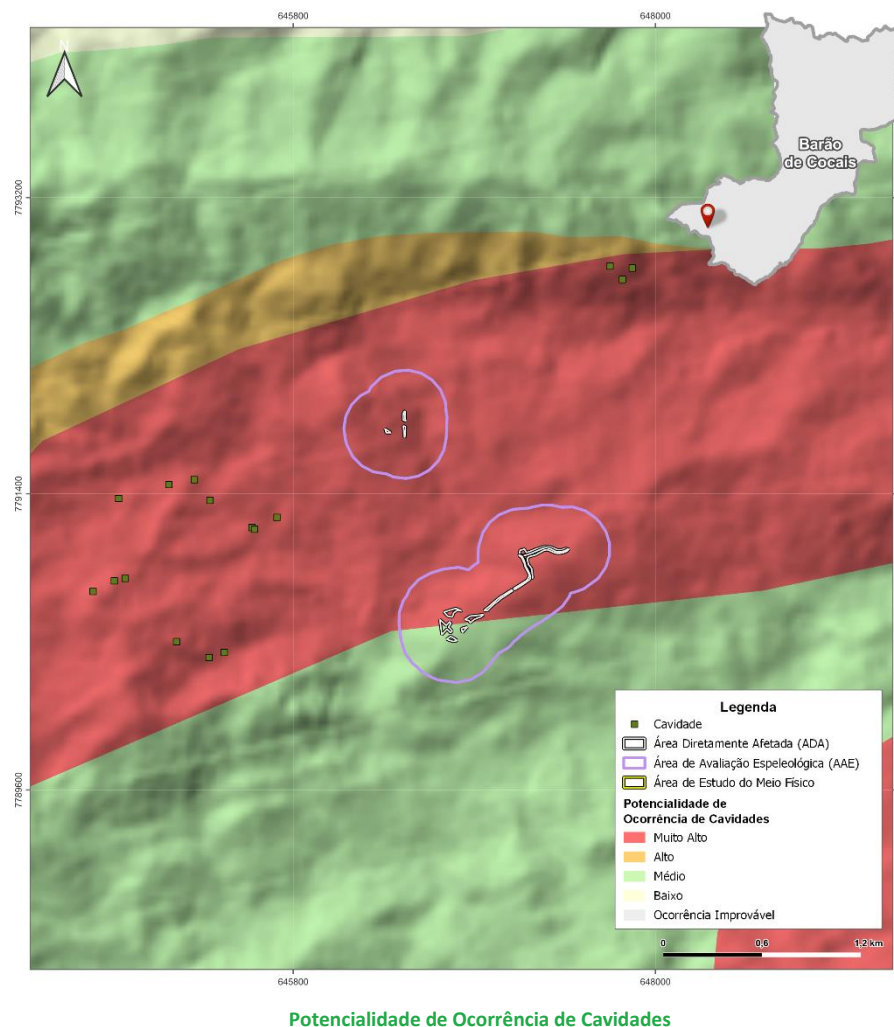 645800
648000
N
Barão
de Cocais
7793200
7791400
7789600
Legenda
Cavidade
Área Diretamente Afetada (ADA)
Área de Avaliação Espeleológica (AAE)
Área de Estudo do Meio Físico
Potencialidade de
Ocorrência de Cavidades
Muito Alto
Alto
Médio
Baixo
Ocorrência Improvável
0 0,6 1,2 km
645800
648000
Potencialidade de Ocorrência de Cavidades